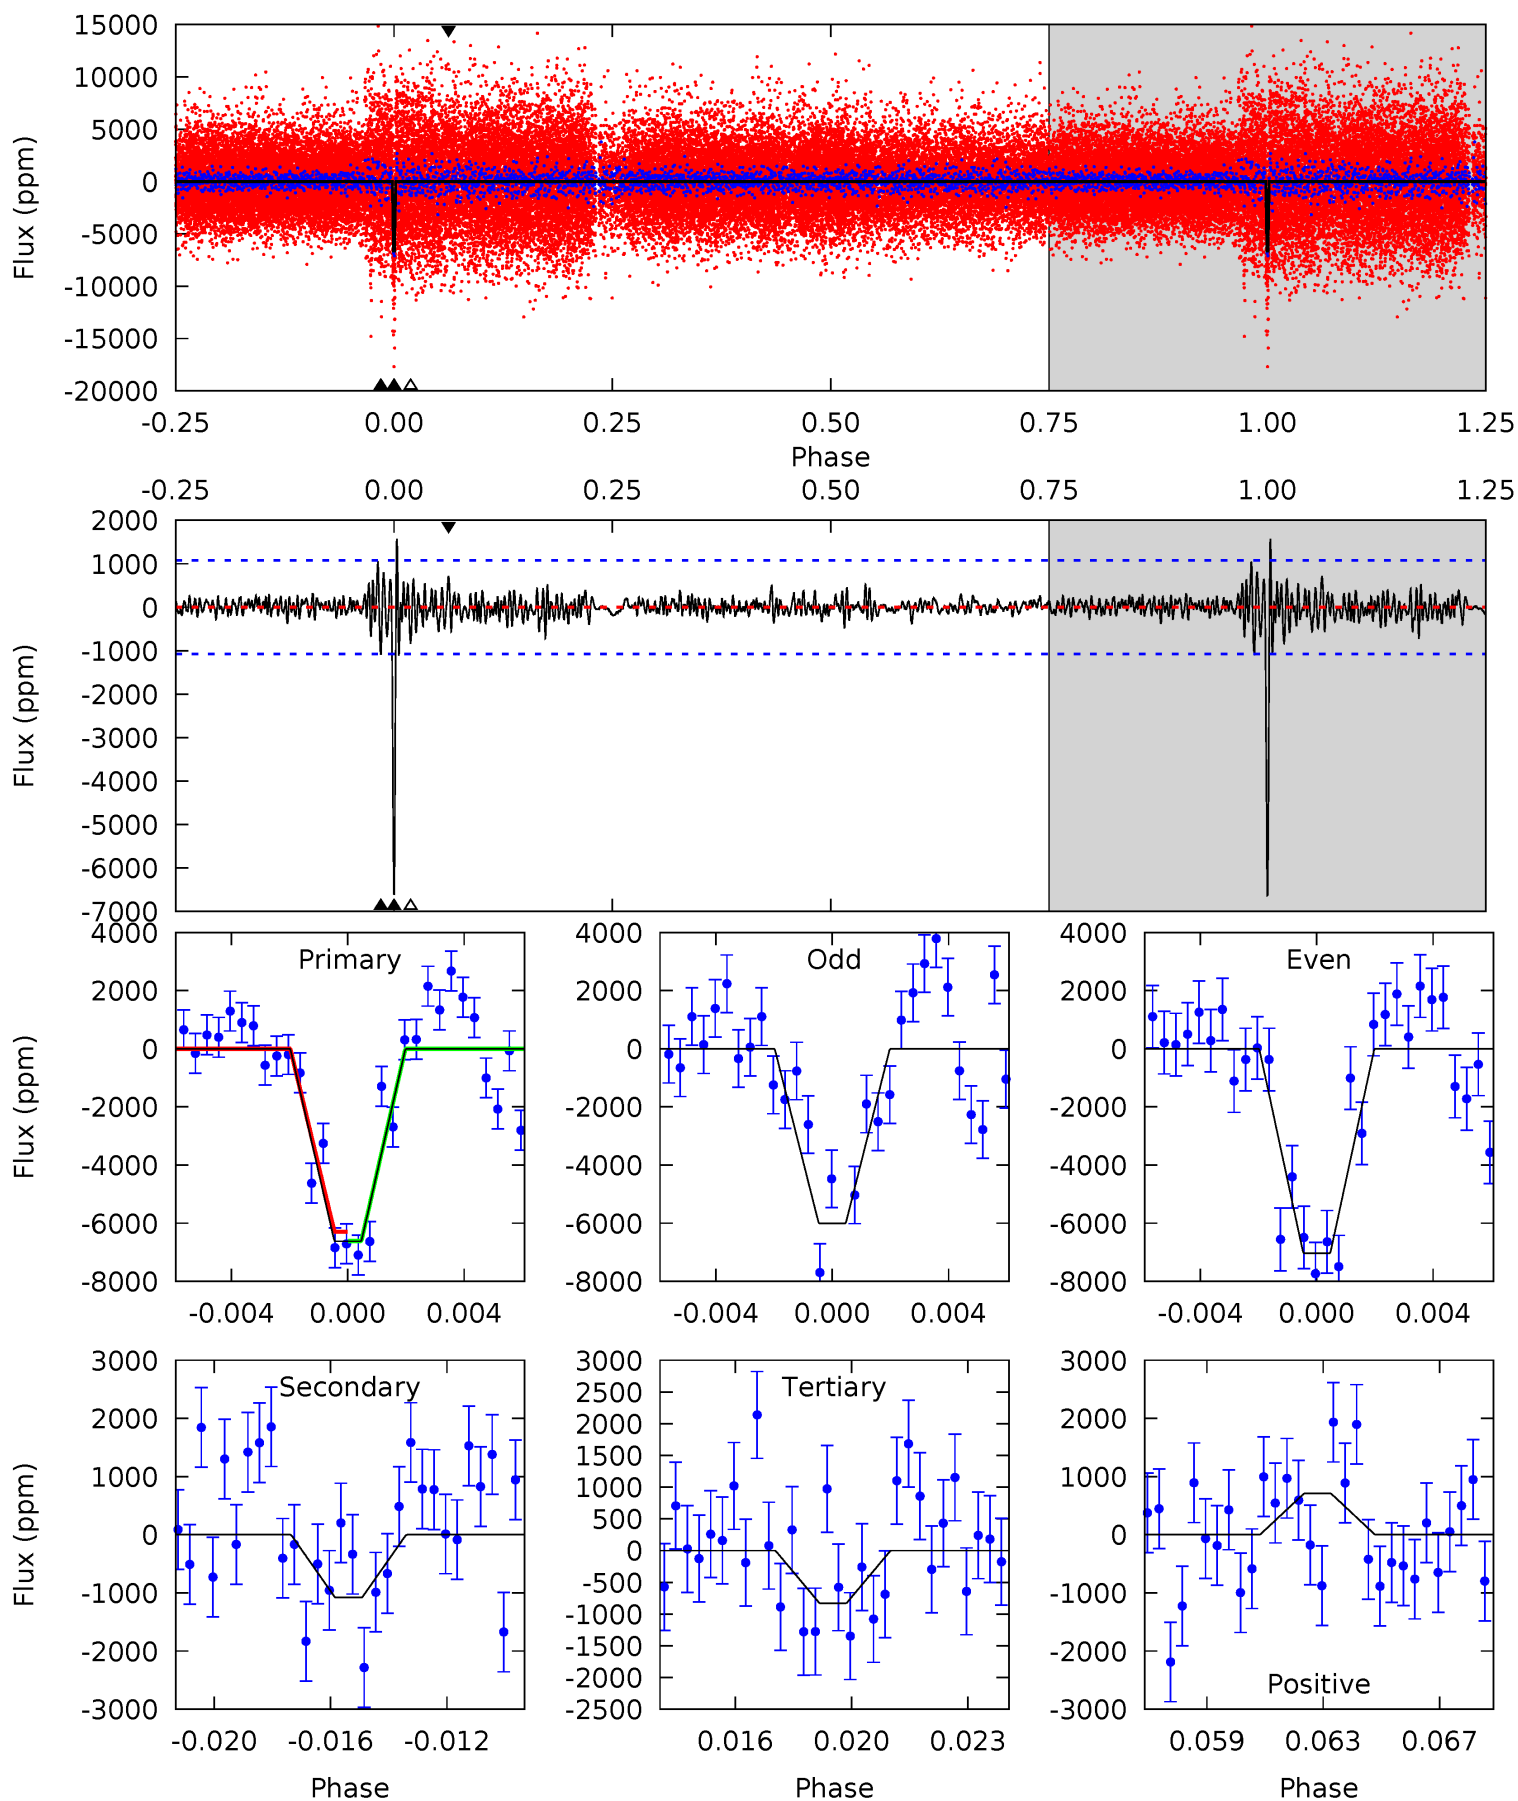 15000
10000
5000
0
-5000
-10000
-15000
-20000
Flux (ppm)
-0.25 0.00 0.25 0.50 0.75 1.00 1.25
Phase
-0.25 0.00 0.25 0.50 0.75 1.00 1.25
2000
1000
0
-1000
-2000
-3000
-4000
-5000
-6000
-7000
Flux (ppm)
Primary
4000
2000
0
-2000
-4000
-6000
-8000
Flux (ppm)
-0.004 0.000 0.004
Odd
4000
2000
0
-2000
-4000
-6000
-8000
-0.004 0.000 0.004
Even
4000
2000
0
-2000
-4000
-6000
-8000
-0.004 0.000 0.004
Secondary
3000
2000
1000
0
-1000
-2000
-3000
Flux (ppm)
-0.020 -0.016 -0.012
Phase
Tertiary
3000
2500
2000
1500
1000
500
0
-500
-1000
-1500
-2000
-2500
0.016 0.020 0.023
Phase
Positive
3000
2000
1000
0
-1000
-2000
-3000
0.059 0.063 0.067
Phase